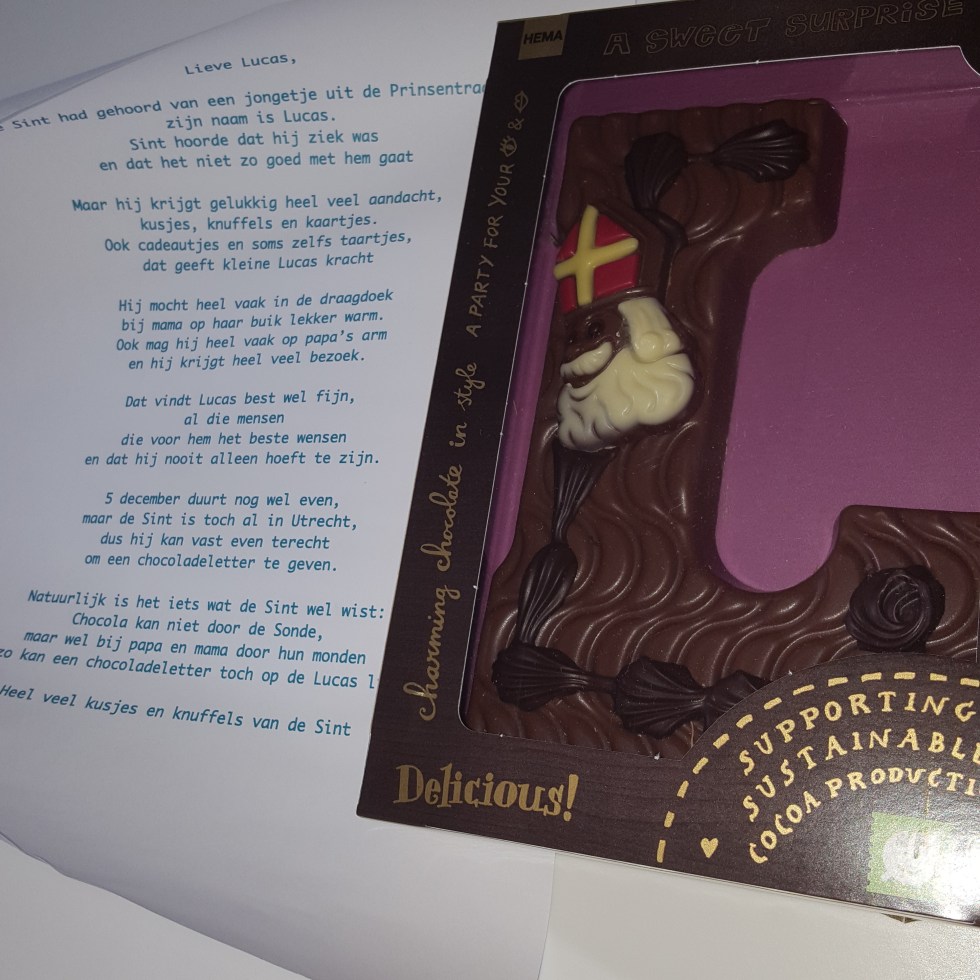 Lieve Lucas,
Sint had gehoord van een jongetje uit de
zijn naam is Lucas.
Sint hoorde dat hij ziek was
en dat het niet zo goed met hem gaat
Maar hij krijgt gelukkig heel veel aandacht,
kusjes, knuffels en kaartjes.
Ook cadeautjes en soms zelfs taartjes,
dat geeft kleine Lucas kracht
Hij mocht heel vaak in de draagdoek
bij mama op haar buik lekker warm.
Ook mag hij heel vaak op papa's arm
en hij krijgt heel veel bezoek.
Dat vindt Lucas best wel fijn,
al die mensen
die voor hem het beste wensen
en dat hij nooit alleen hoeft te zijn.
5 december duurt nog wel even,
maar de Sint is toch al in Utrecht,
dus hij kan vast even terecht
om een chocoladeletter te geven.
Natuurlijk is het iets wat de Sint wel wist:
Chocola kan niet door de Sonde,
maar wel bij papa en mama door hun monden
zo kan een chocoladeletter toch op de Lucas
Heel veel kusjes en knuffels van de Sint
HEMA
A SWEET SURPRISE
charming chocolate in style A PARTY FOR YOUR & 
Delicious!
SUPPORTING
SUSTAINABL
COCOA PRODUCTI